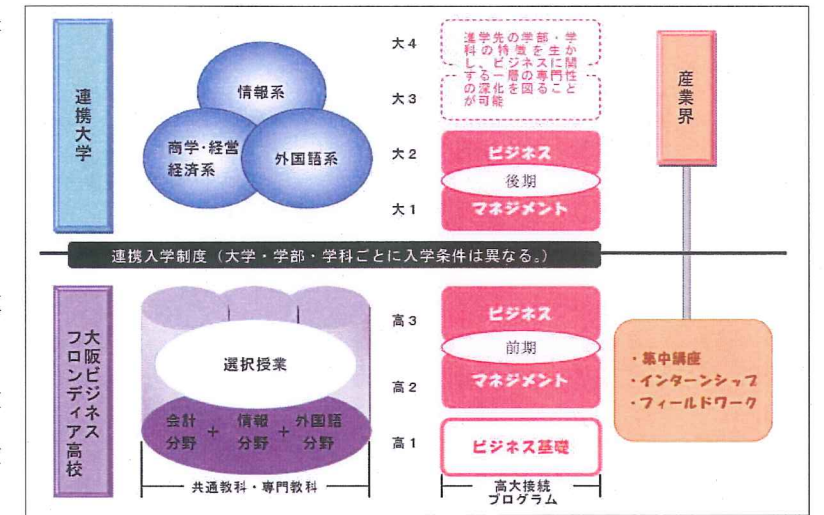 連携大学
情報系
商学・経営
経済系
外国語系
大4
大3
大2
大1
進学先の学部・学
科の特徴を生か
し、ビジネスに関
する一層の専門性
の深化を図ること
が可能
ビジネス
後期
マネジメント
産業界
連携入学制度（大学・学部・学科ごとに入学条件は異なる。）
大阪ビジネス
フロンディア高校
選択授業
会計
分野
+
情報
分野
+
外国語
分野
共通教科・専門教科
高3
高2
高1
ビジネス
前期
マネジメント
ビジネス基礎
高大接続
プログラム
・集中講座
・インターンシップ
・フィールドワーク